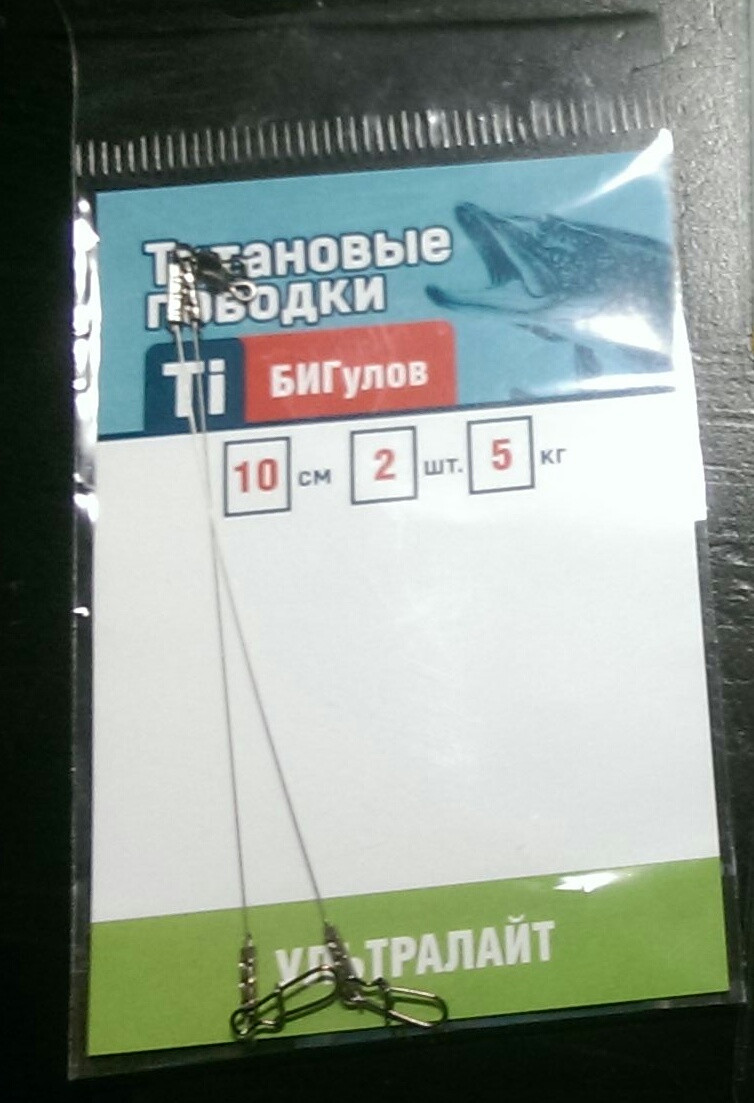 Титановые
поводки
Ti БИГулов
10 см 2 шт. 5 кг
УЛЬТРАЛАЙТ